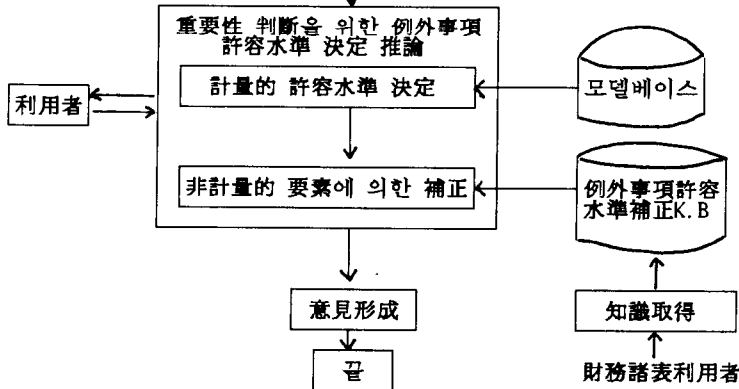 重要性 判斷을 위한 例外事項
許容水準 決定 推論
計量的 許容水準 決定
모델베이스
利用者
非計量的 要素에 의한 補正
例外事項許容
水準補正K.B
意見形成
知識取得
끝
財務諸表利用者